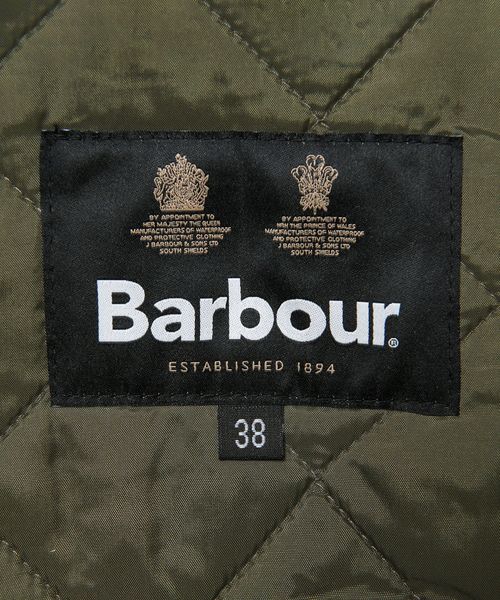 BY APPOINTMENT TO
HER MAJESTY THE QUEEN
MANUFACTURERS OF WATERPROOF
AND PROTECTIVE CLOTHING
J BARBOUR & SONS LTD
SOUTH SHIELDS
BY APPOINTMENT TO
HRH THE PRINCE OF WALES
MANUFACTURERS OF WATERPROOF
AND PROTECTIVE CLOTHING
J BARBOUR & SONS LTD
SOUTH SHIELDS
Barbour®
ESTABLISHED 1894
38